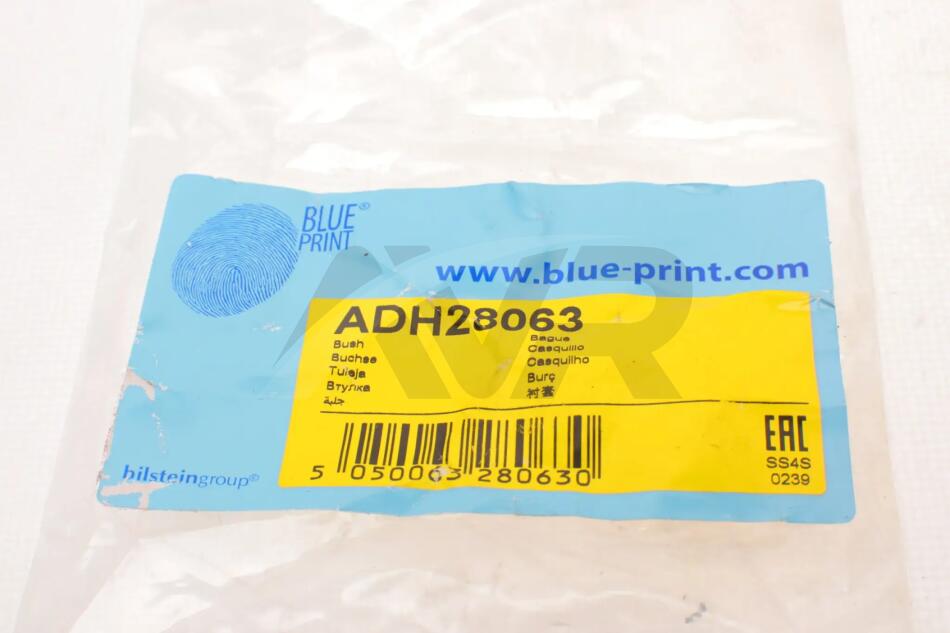 BLUE®
PRINT
www.blue-print.com
ADH28063
Bush
Buchse
Tuleja
Втулка
جلبة
Bague
Casquillo
Casquilho
Burç
衬套
5 050063 280630
EAC
SS4S
0239
bilsteingroup®
AVR